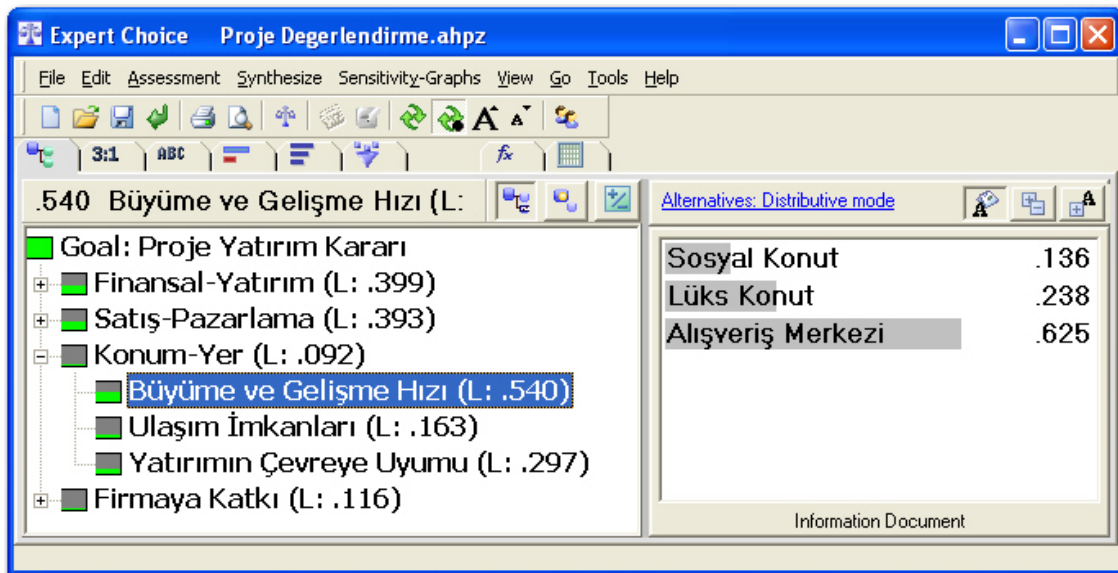 Expert Choice Proje Degerlendirme.ahpz
File Edit Assessment Synthesize Sensitivity-Graphs View Go Tools Help
A A
3:1 ABC fx
.540 Büyüme ve Gelişme Hızı (L:
Alternatives: Distributive mode
A A
Goal: Proje Yatırım Kararı
Finansal-Yatırım (L: .399)
Satış-Pazarlama (L: .393)
Konum-Yer (L: .092)
Büyüme ve Gelişme Hızı (L: .540)
Ulaşım İmkanları (L: .163)
Yatırımın Çevreye Uyumu (L: .297)
Firmaya Katkı (L: .116)
Sosyal Konut .136
Lüks Konut .238
Alışveriş Merkezi .625
Information Document